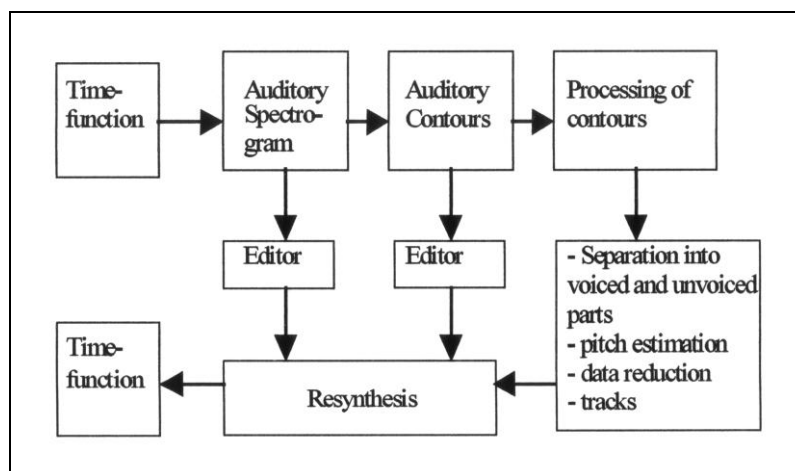 Time-
function
Auditory
Spectro-
gram
Auditory
Contours
Processing of
contours
Editor
Editor
- Separation into
voiced and unvoiced
parts
- pitch estimation
- data reduction
- tracks
Time-
function
Resynthesis